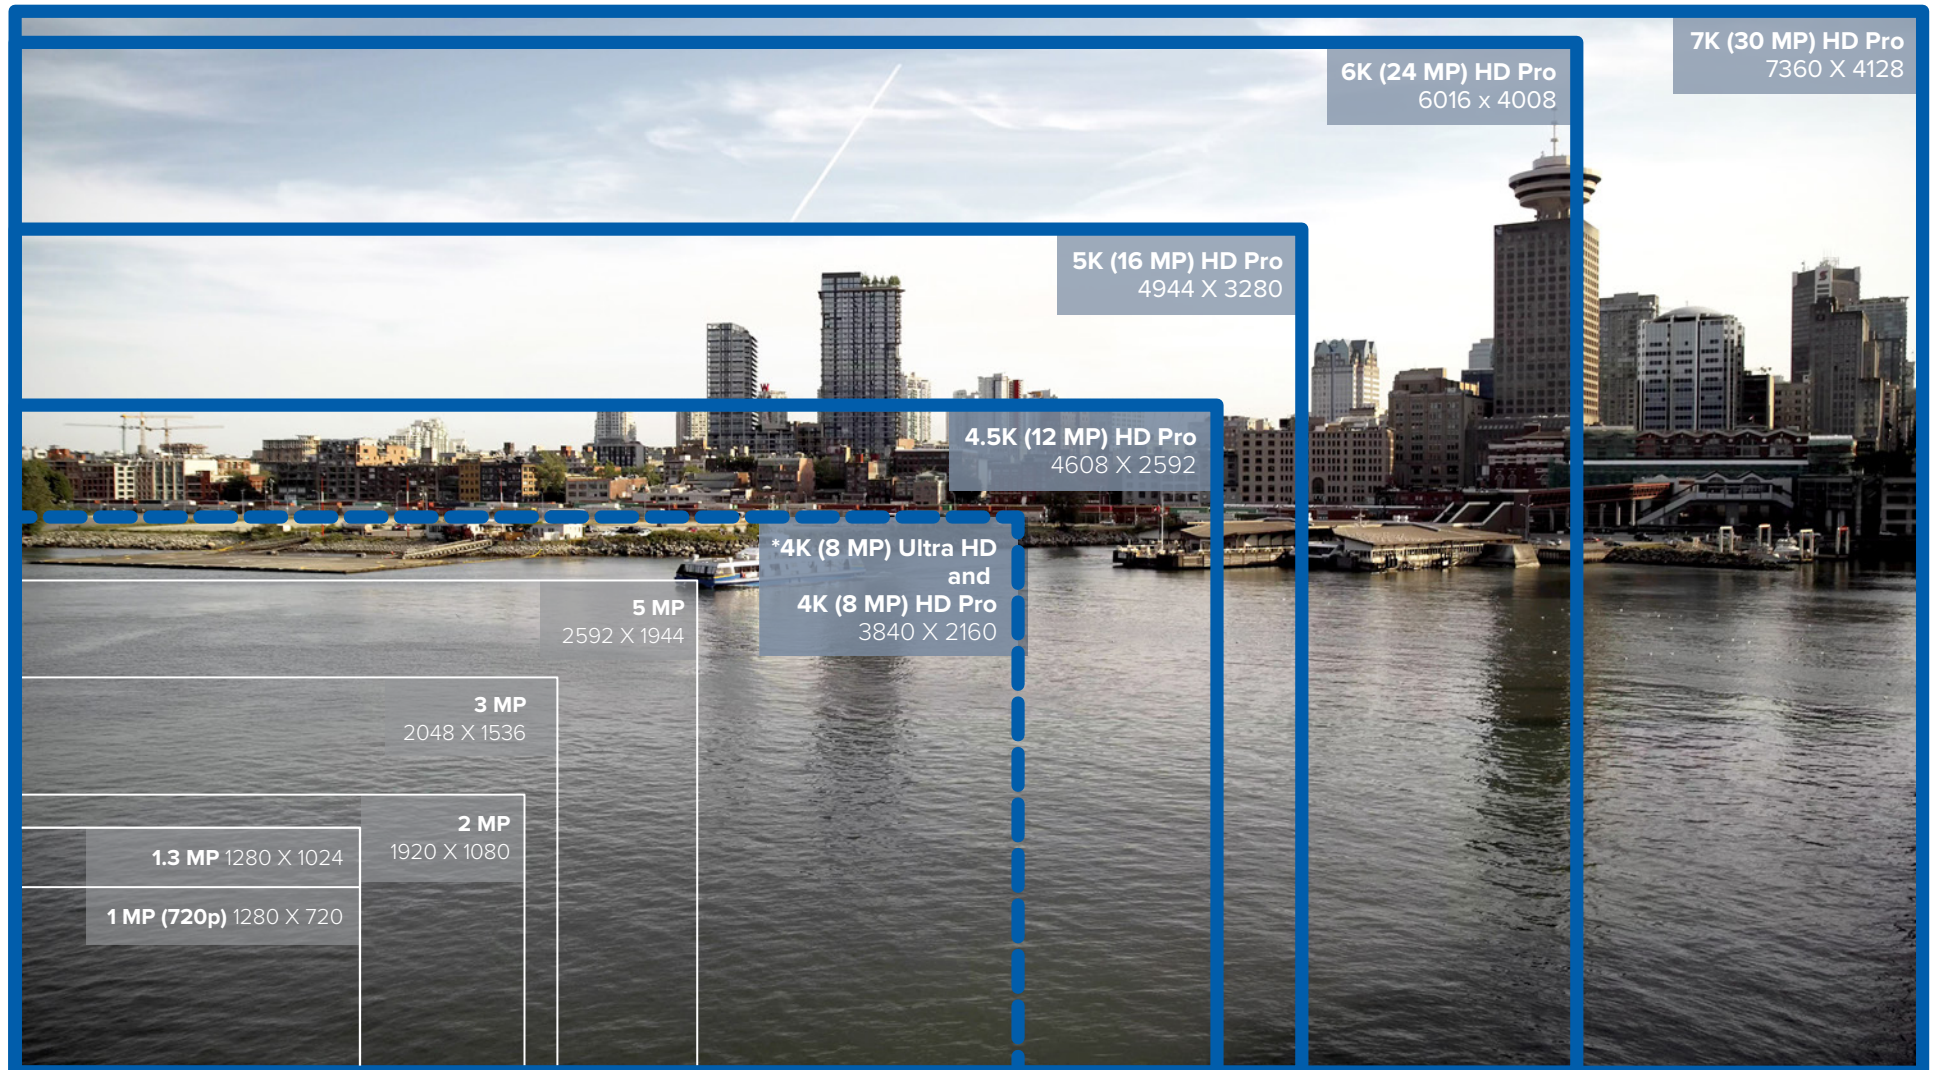 7K (30 MP) HD Pro
7360 X 4128
6K (24 MP) HD Pro
6016 x 4008
5K (16 MP) HD Pro
4944 X 3280
4.5K (12 MP) HD Pro
4608 X 2592
*4K (8 MP) Ultra HD
and
4K (8 MP) HD Pro
3840 X 2160
5 MP
2592 X 1944
3 MP
2048 X 1536
2 MP
1920 X 1080
1.3 MP 1280 X 1024
1 MP (720p) 1280 X 720
W
S